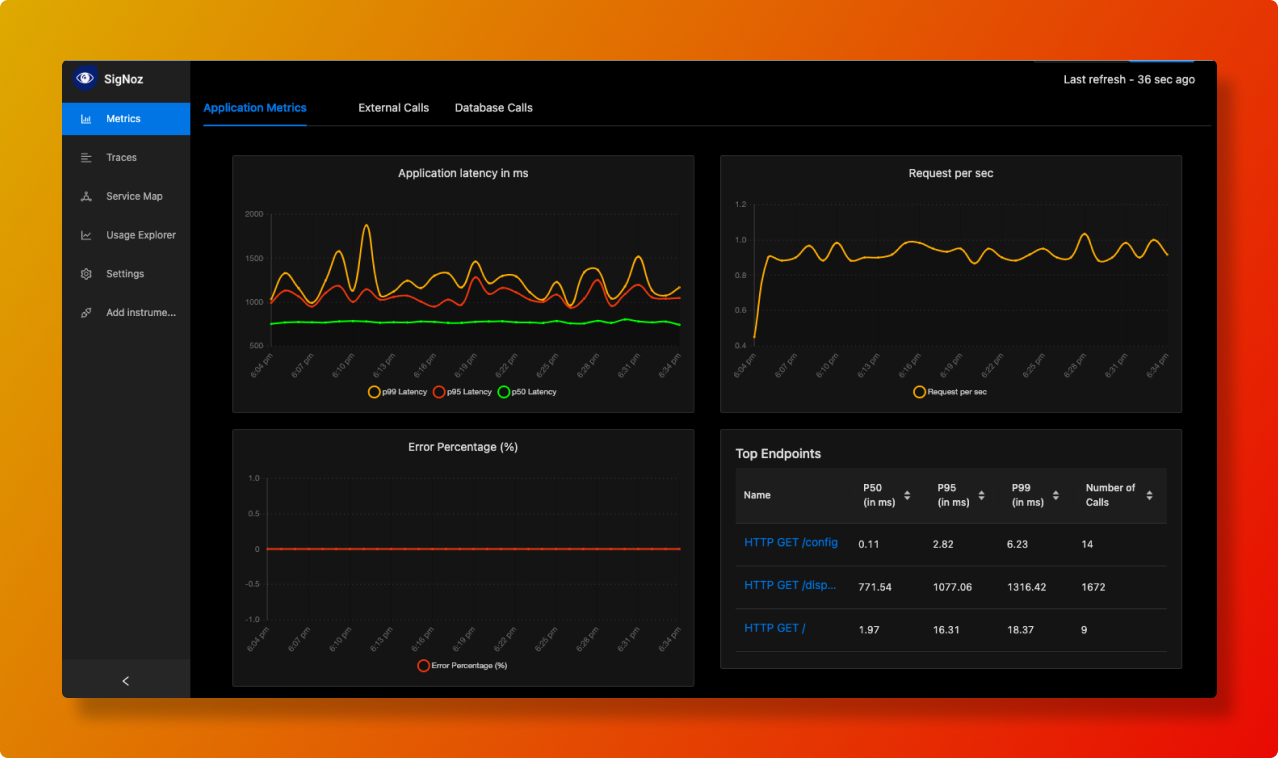 SigNoz
Last refresh - 36 sec ago
Metrics
Traces
Service Map
Usage Explorer
Settings
Add instrume...
Application Metrics
External Calls
Database Calls
Application latency in ms
2000
1500
1000
500
6:04 pm
6:07 pm
6:10 pm
6:13 pm
6:16 pm
6:19 pm
6:22 pm
6:25 pm
6:28 pm
6:31 pm
6:34 pm
p99 Latency
p95 Latency
p50 Latency
Request per sec
1.2
1.0
0.8
0.6
0.4
6:04 pm
6:07 pm
6:10 pm
6:13 pm
6:16 pm
6:19 pm
6:22 pm
6:25 pm
6:28 pm
6:31 pm
6:34 pm
Request per sec
Error Percentage (%)
1.0
0.5
0
-0.5
-1.0
6:04 pm
6:07 pm
6:10 pm
6:13 pm
6:16 pm
6:19 pm
6:22 pm
6:25 pm
6:28 pm
6:31 pm
6:34 pm
Error Percentage (%)
Top Endpoints
Name
P50
(in ms)
P95
(in ms)
P99
(in ms)
Number of
Calls
HTTP GET /config 0.11 2.82 6.23 14
HTTP GET /disp... 771.54 1077.06 1316.42 1672
HTTP GET / 1.97 16.31 18.37 9